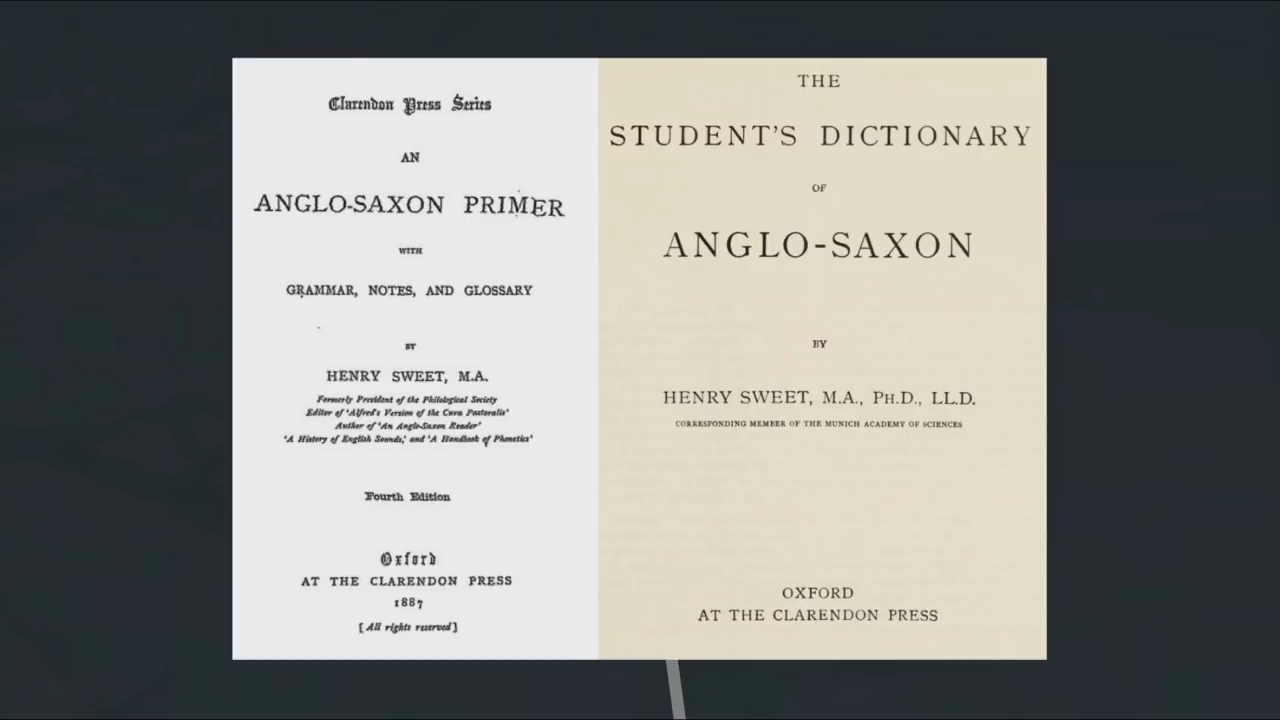 Clarendon Press Series
AN
ANGLO-SAXON PRIMER
WITH
GRAMMAR, NOTES, AND GLOSSARY
BY
HENRY SWEET, M.A.
Formerly President of the Philological Society
Editor of 'Alfred's Version of the Cura Pastoralis'
Author of 'An Anglo-Saxon Reader'
'A History of English Sounds,' and 'A Handbook of Phonetics'
Fourth Edition
Oxford
AT THE CLARENDON PRESS
1887
[All rights reserved]
THE
STUDENT'S DICTIONARY
OF
ANGLO-SAXON
BY
HENRY SWEET, M.A., PH.D., LL.D.
CORRESPONDING MEMBER OF THE MUNICH ACADEMY OF SCIENCES
OXFORD
AT THE CLARENDON PRESS